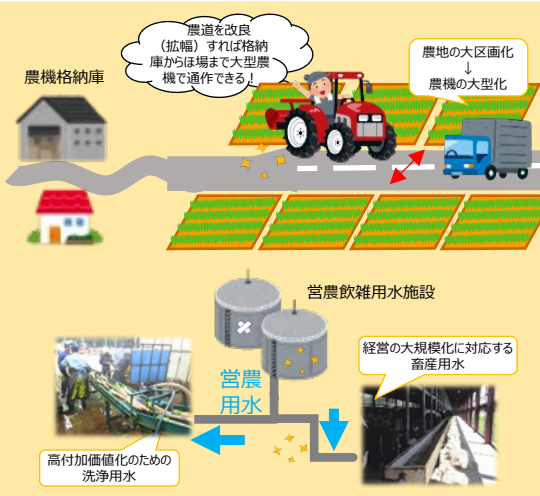 農道を改良
（拡幅）すれば格納
庫からほ場まで大型農
機で通作できる！
農機格納庫
農地の大区画化
↓
農機の大型化
営農飲雑用水施設
経営の大規模化に対応する
畜産用水
営農
用水
高付加価値化のための
洗浄用水